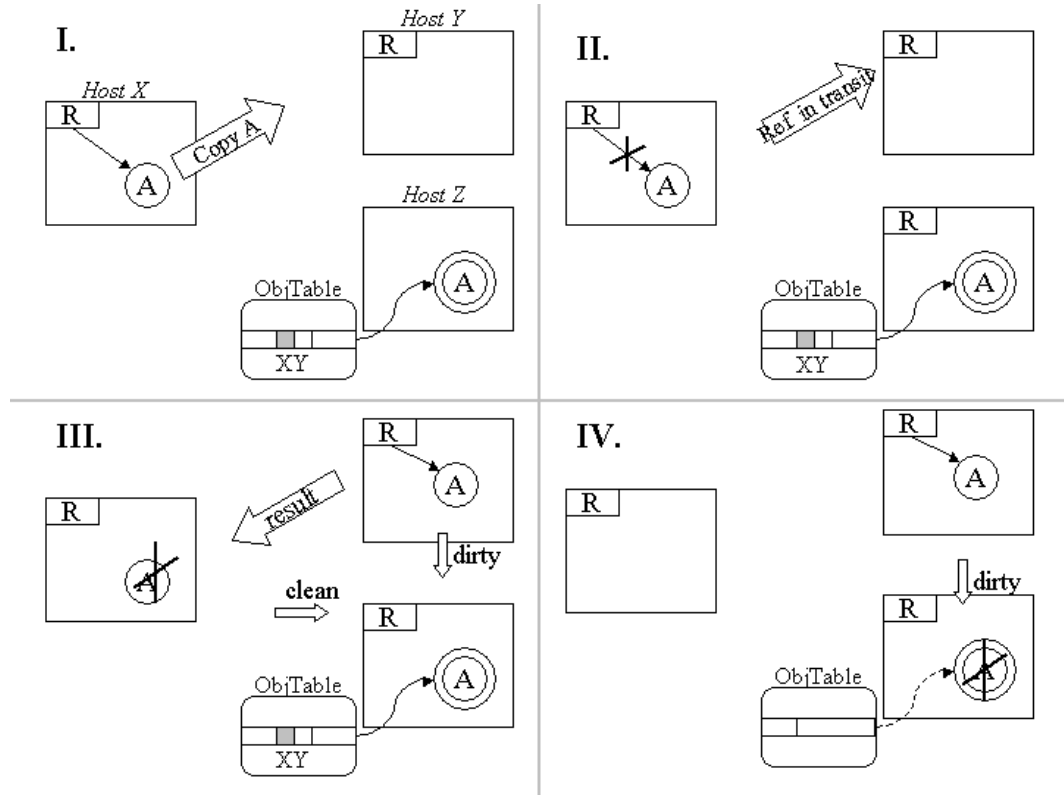 I.
Host Y
R
Host X
R
A
Copy A
Host Z
A
ObjTable
XY
II.
R
R
A
Ref in transit
R
A
ObjTable
XY
III.
R
A
result
R
A
dirty
clean
R
A
ObjTable
XY
IV.
R
A
R
dirty
R
A
ObjTable